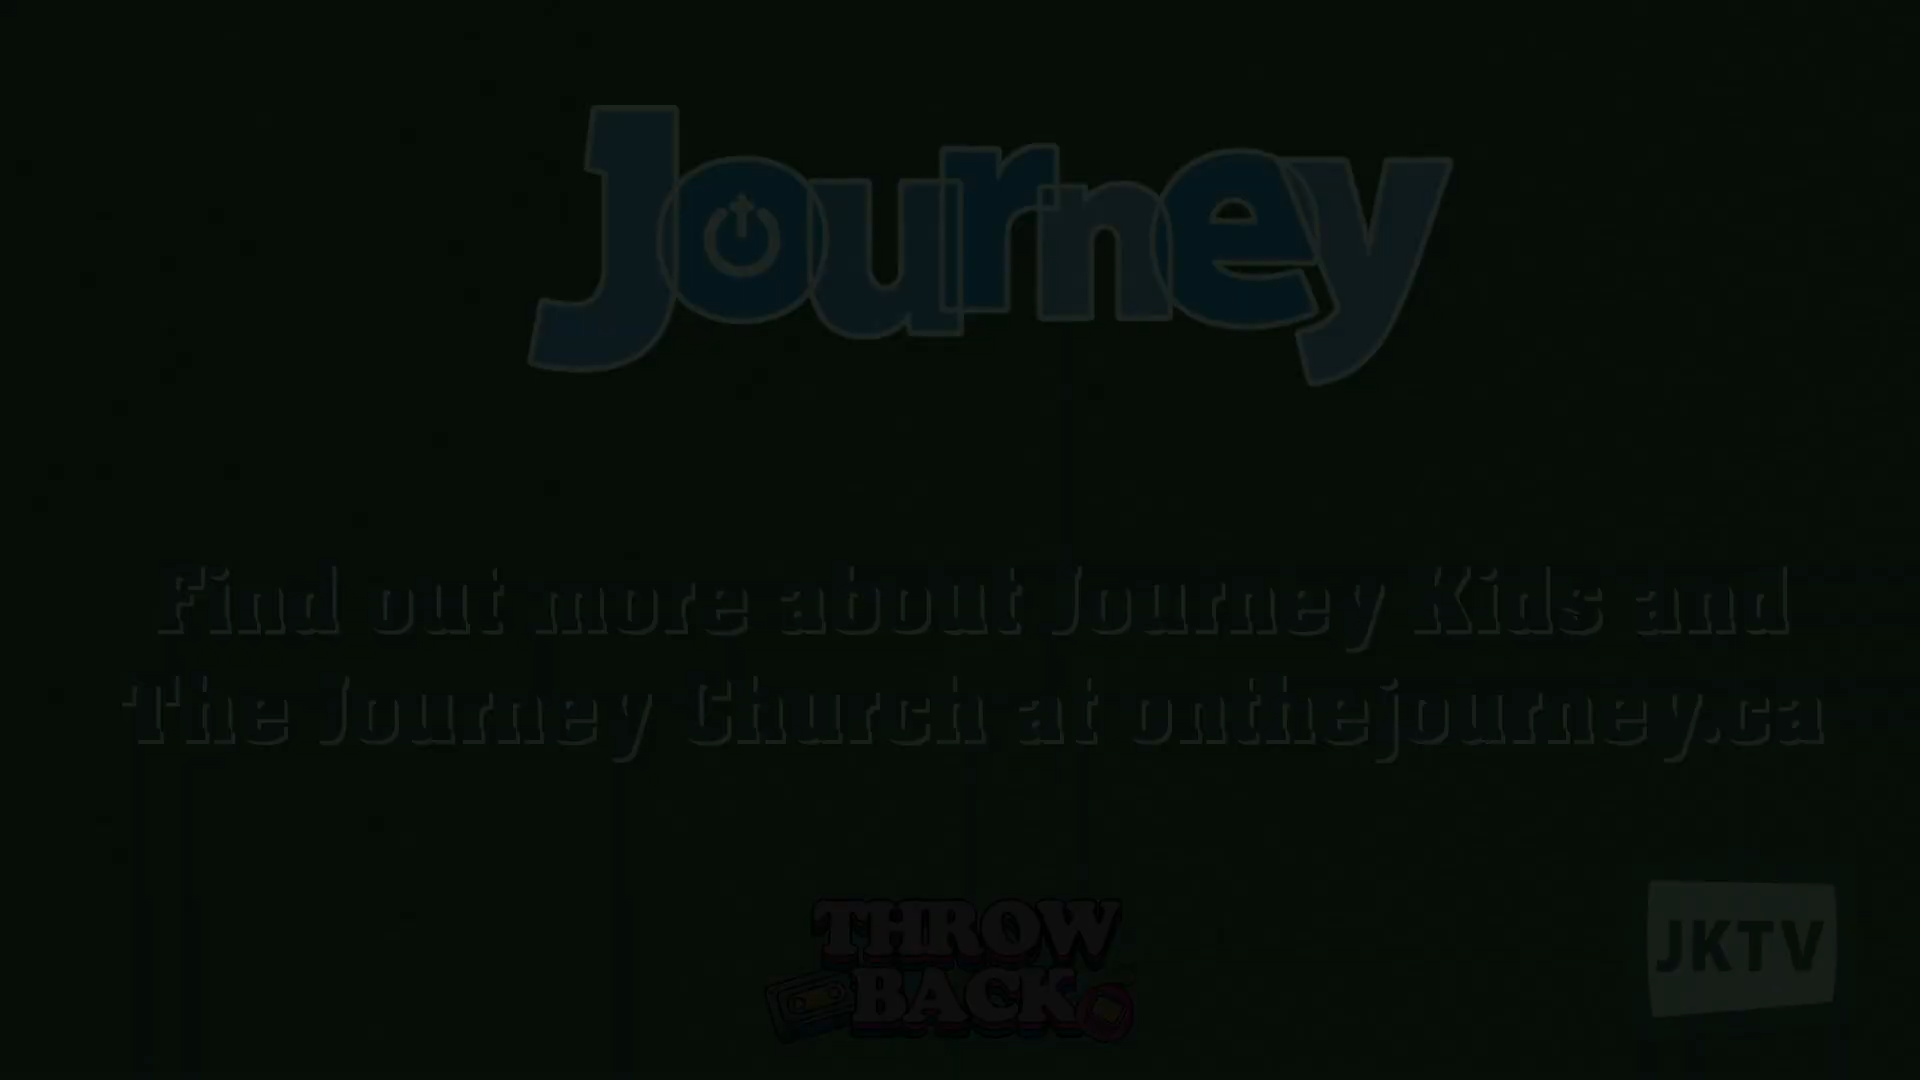 Journey
Find out more about Journey Kids and
The Journey Church at onthejourney.ca
THROW
BACK
JKTV